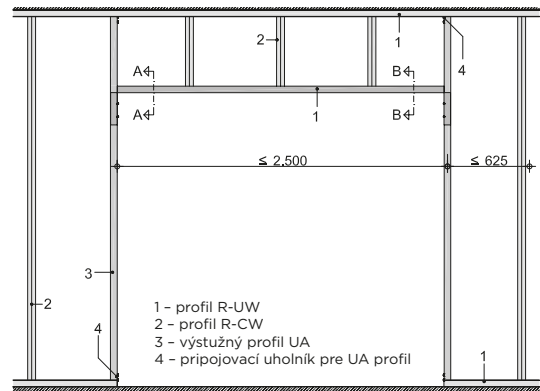 2
1
4
A
B
1
A
B
≤ 2.500
≤ 625
3
2
4
1 – profil R-UW
2 – profil R-CW
3 – výstužný profil UA
4 – pripojovací uholník pre UA profil
1